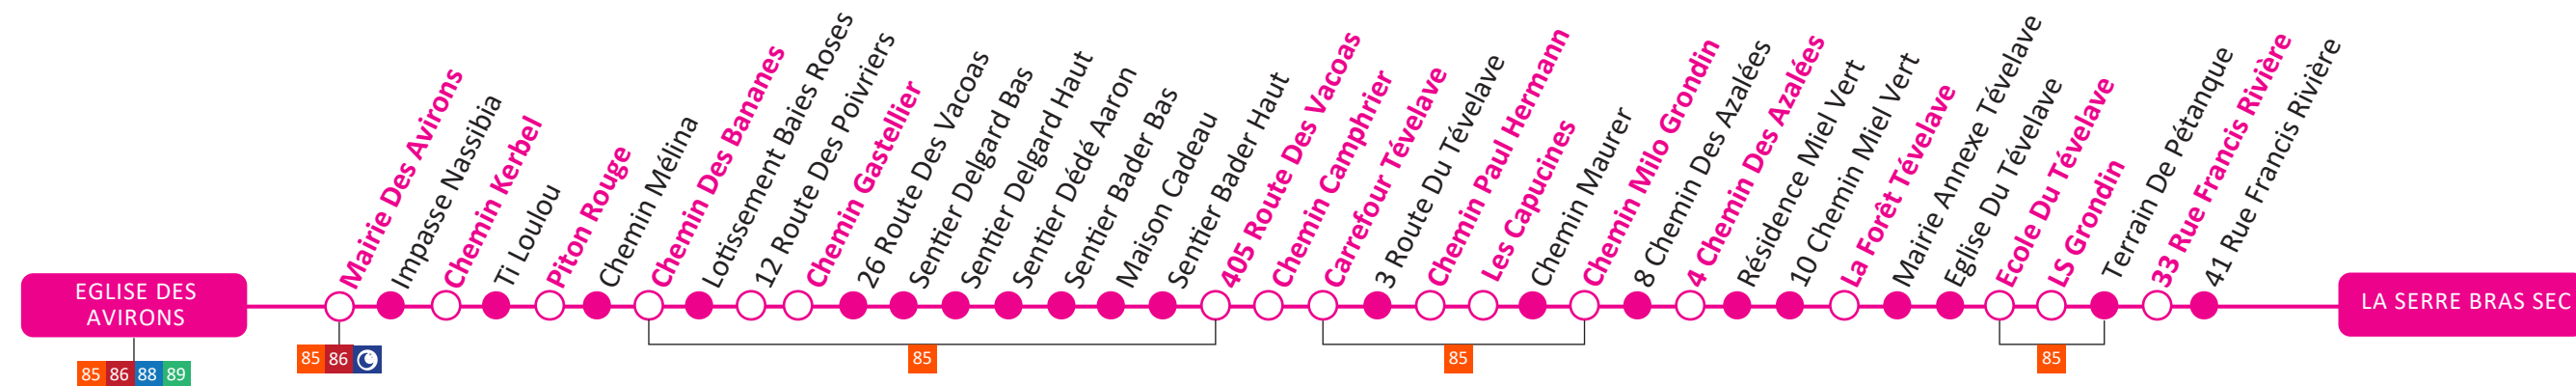 EGLISE DES
AVIRONS
85 86 88 89
Mairie Des Avirons
85 86
Impasse Nassibia
Chemin Kerbel
Ti Loulou
Piton Rouge
Chemin Mélina
Chemin Des Bananes
Lotissement Baies Roses
12 Route Des Poivriers
Chemin Gastellier
26 Route Des Vacoas
Sentier Delgard Bas
Sentier Delgard Haut
Sentier Dédé Aaron
Sentier Bader Bas
Maison Cadeau
Sentier Bader Haut
405 Route Des Vacoas
85
Chemin Camphrier
Carrefour Tévelave
3 Route Du Tévelave
Chemin Paul Hermann
Les Capucines
Chemin Maurer
Chemin Milo Grondin
85
8 Chemin Des Azalées
4 Chemin Des Azalées
Résidence Miel Vert
10 Chemin Miel Vert
La Forêt Tévelave
Mairie Annexe Tévelave
Eglise Du Tévelave
Ecole Du Tévelave
LS Grondin
Terrain De Pétanque
85
33 Rue Francis Rivière
41 Rue Francis Rivière
LA SERRE BRAS SEC